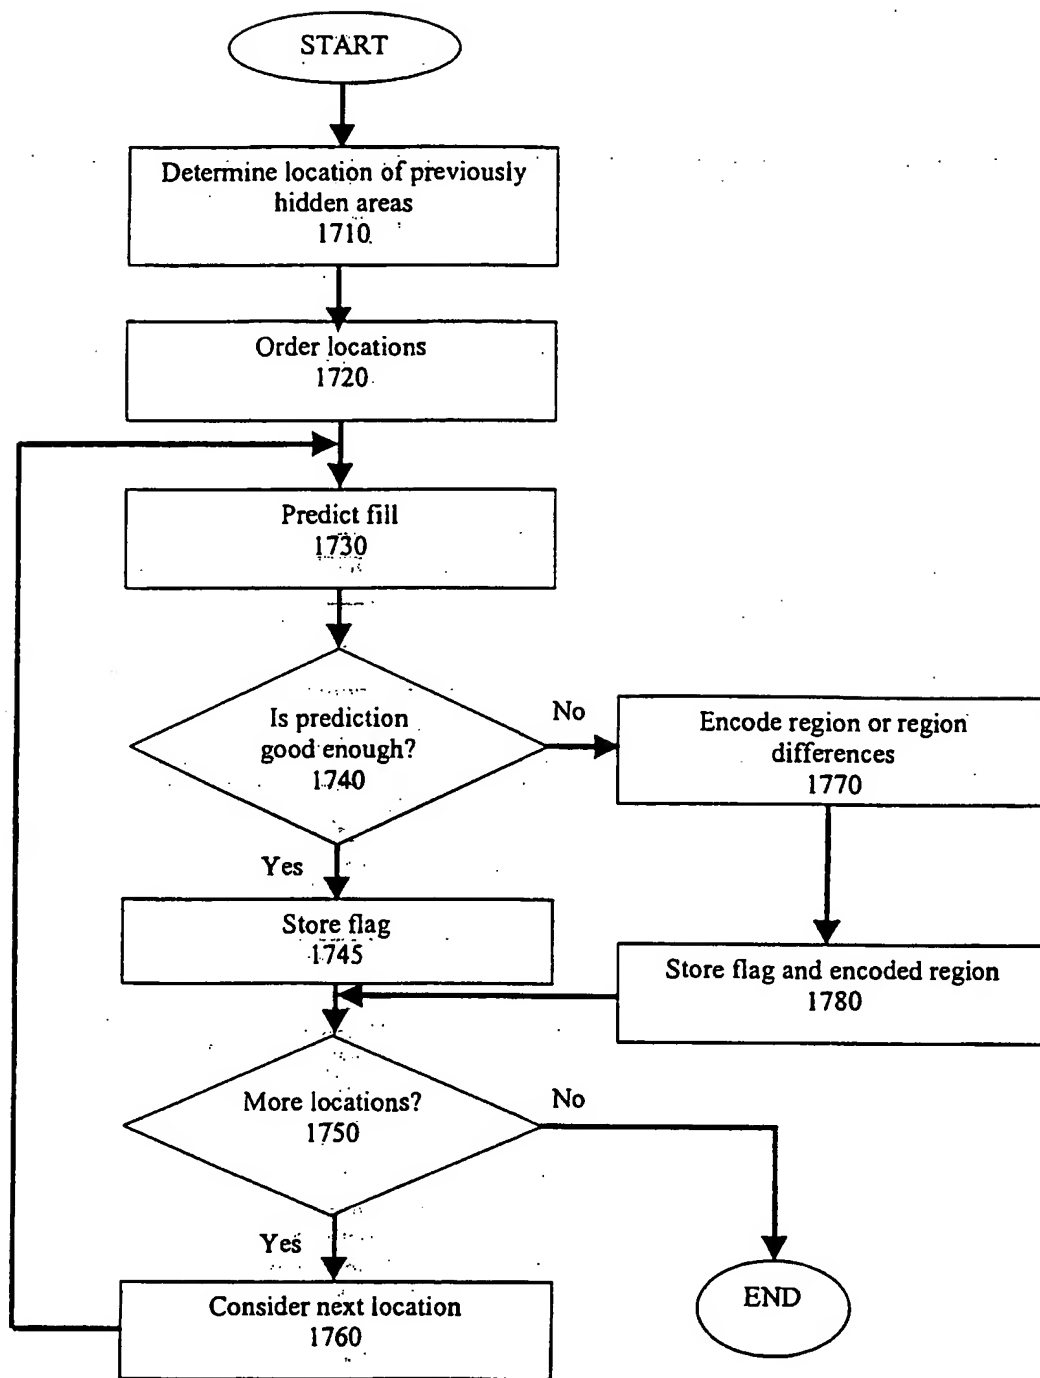 START
Determine location of previously
hidden areas
1710
Order locations
1720
Predict fill
1730
Is prediction
good enough?
1740
No
Encode region or region
differences
1770
Yes
Store flag
1745
Store flag and encoded region
1780
More locations?
1750
No
Yes
Consider next location
1760
END